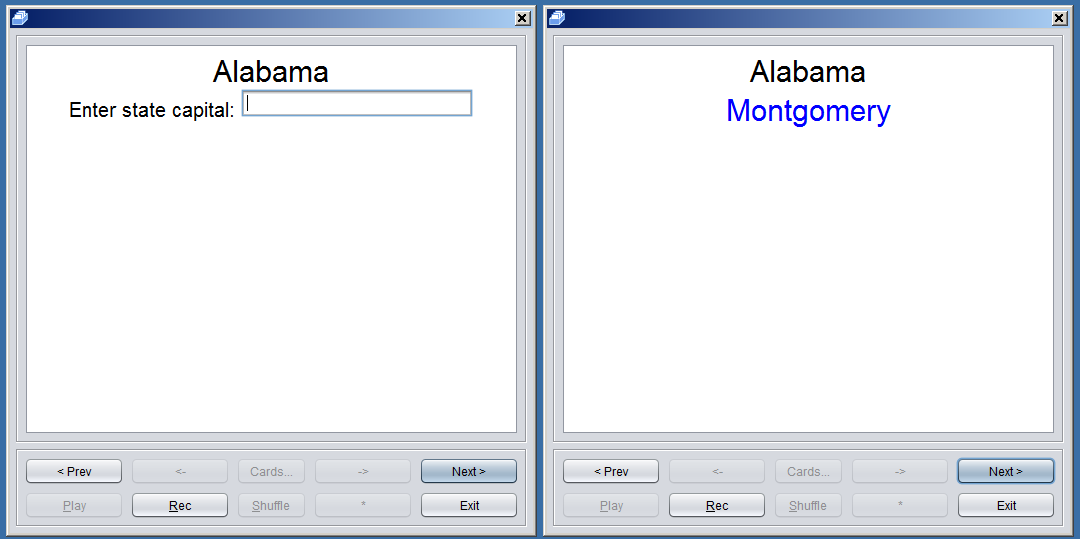 Alabama
Enter state capital:
< Prev <- Cards... -> Next >
Play Rec Shuffle * Exit
Alabama
Montgomery
< Prev <- Cards... -> Next >
Play Rec Shuffle * Exit